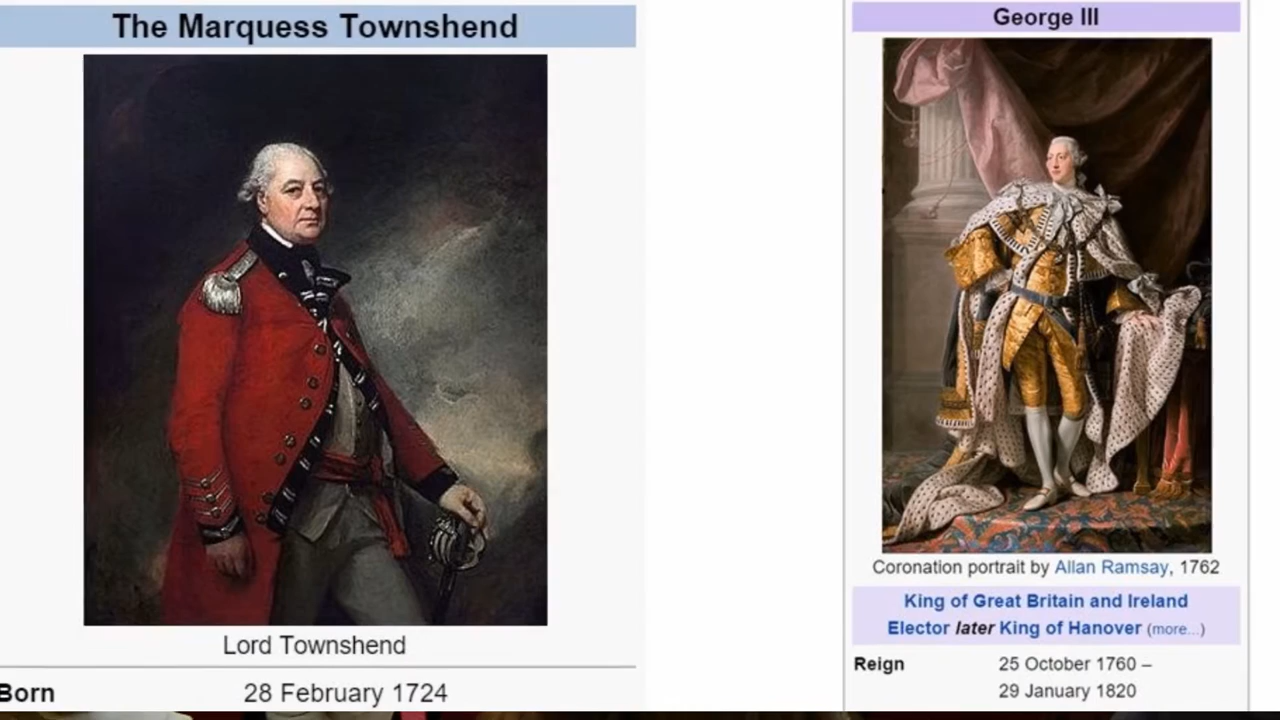 The Marquess Townshend
Lord Townshend
Born 28 February 1724
George III
Coronation portrait by Allan Ramsay, 1762
King of Great Britain and Ireland
Elector later King of Hanover (more...)
Reign 25 October 1760 –
29 January 1820